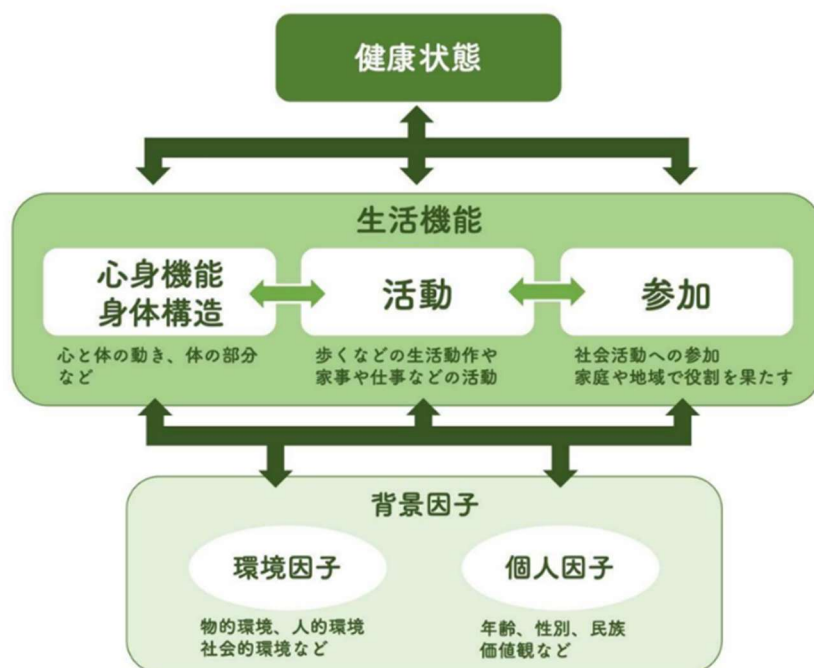 健康状態
生活機能
心身機能
身体構造
活動
参加
心と体の動き、体の部分
など
歩くなどの生活動作や
家事や仕事などの活動
社会活動への参加
家庭や地域で役割を果たす
背景因子
環境因子
個人因子
物的環境、人的環境
社会的環境など
年齢、性別、民族
価値観など